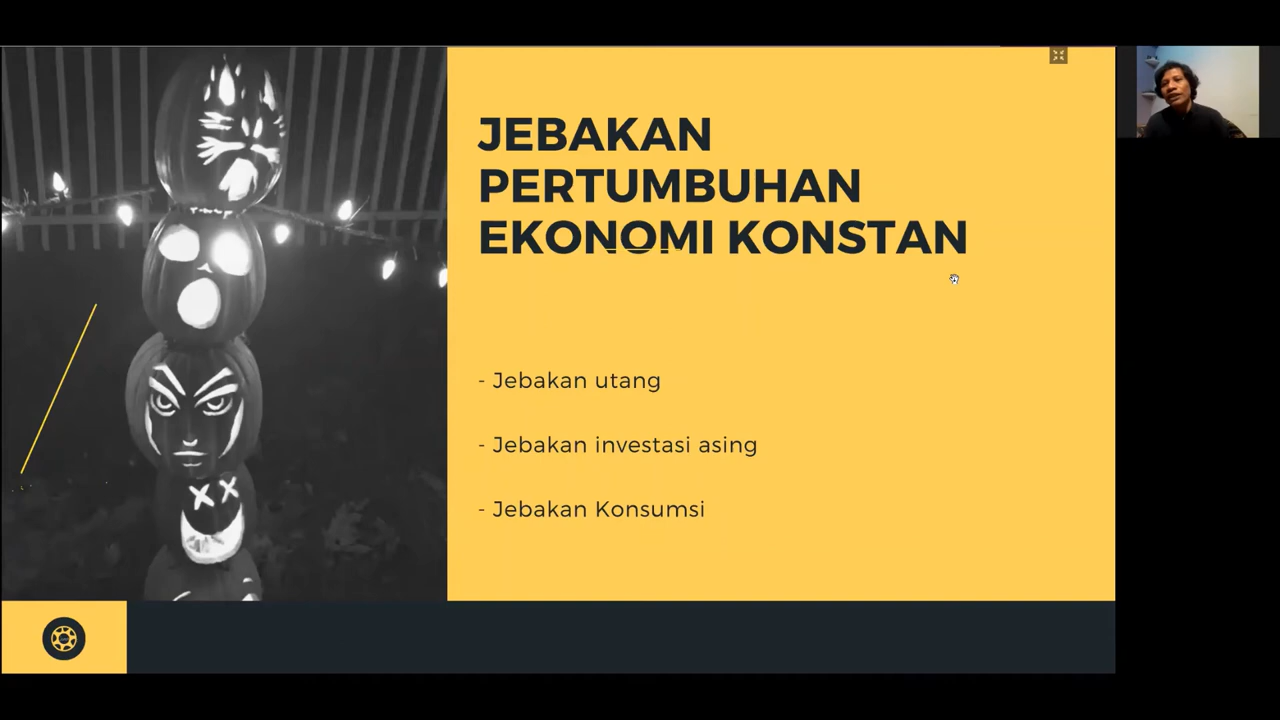 JEBAKAN
PERTUMBUHAN
EKONOMI KONSTAN
- Jebakan utang
- Jebakan investasi asing
- Jebakan Konsumsi